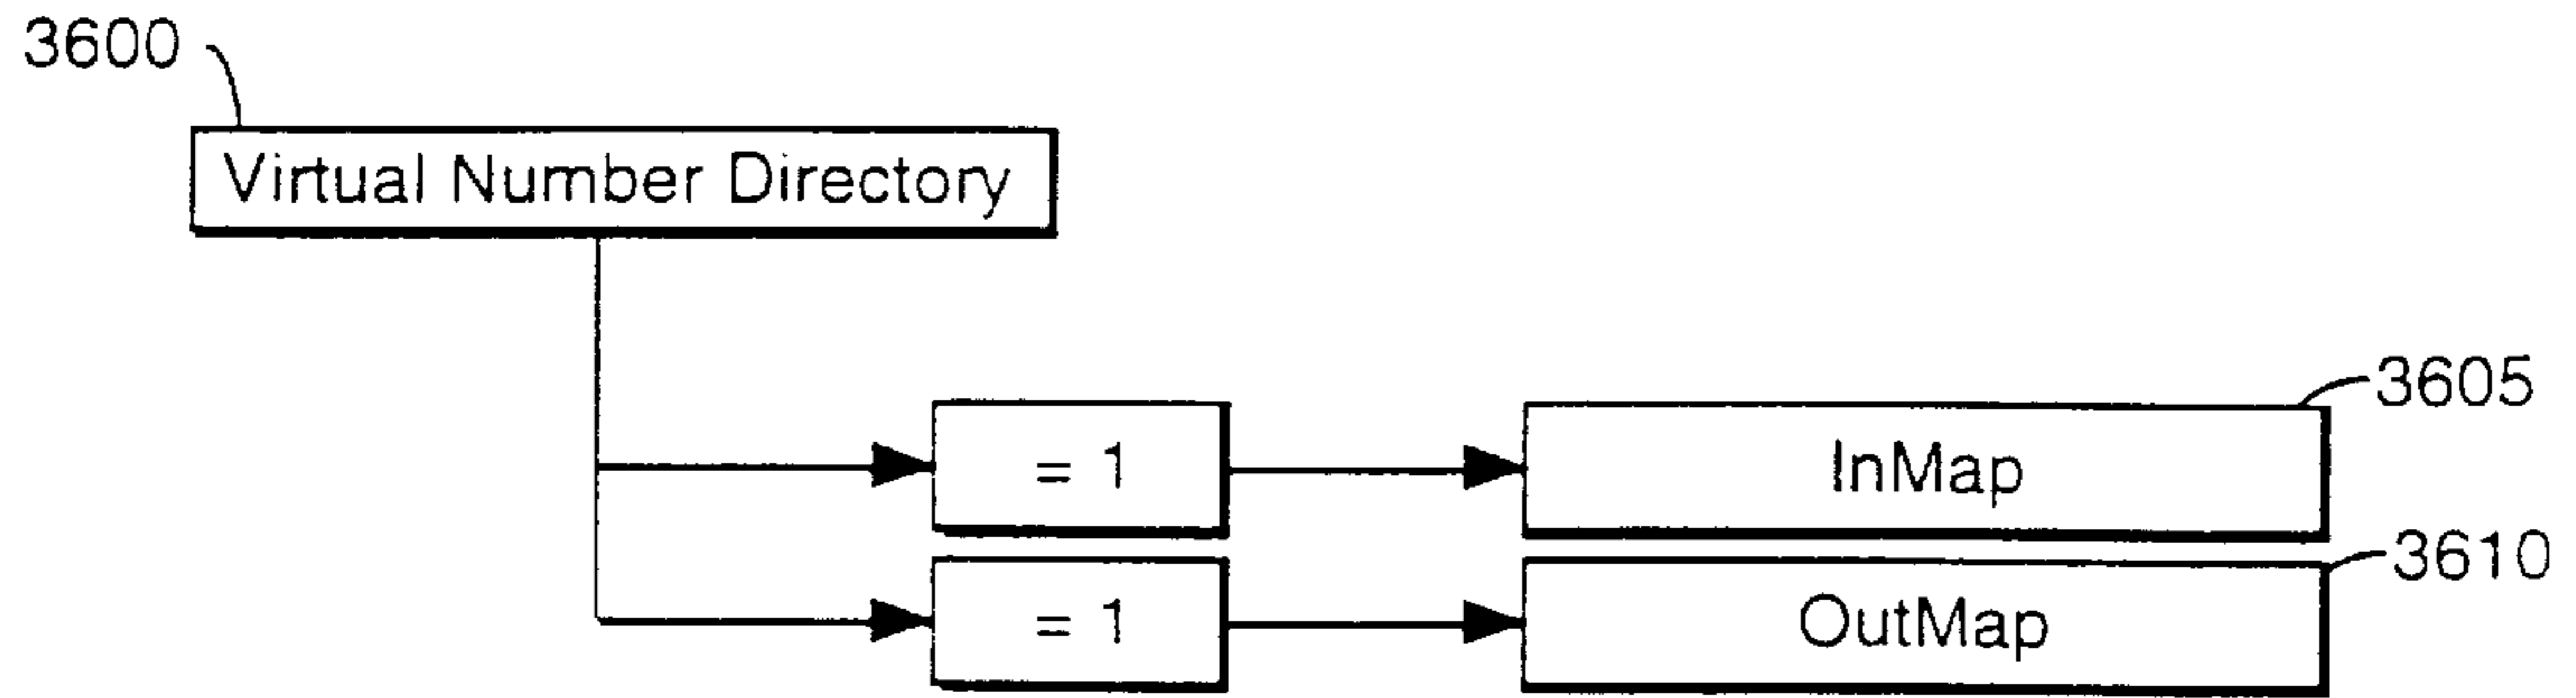 3600
Virtual Number Directory
3605
= 1
InMap
3610
= 1
OutMap